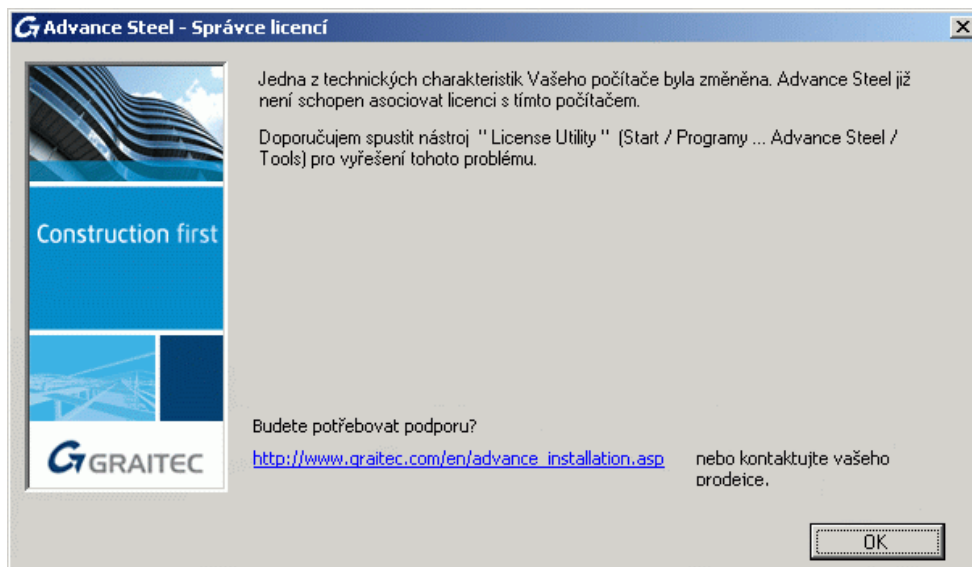 Advance Steel - Správce licencí
Jedna z technických charakteristik Vašeho počítače byla změněna. Advance Steel již
není schopen asociovat licenci s tímto počítačem.
Doporučujem spustit nástroj " License Utility " (Start / Programy ... Advance Steel /
Tools) pro vyřešení tohoto problému.
Construction first
GRAITEC
Budete potřebovat podporu?
http://www.graitec.com/en/advance_installation.asp nebo kontaktujte vašeho
prodejce.
OK